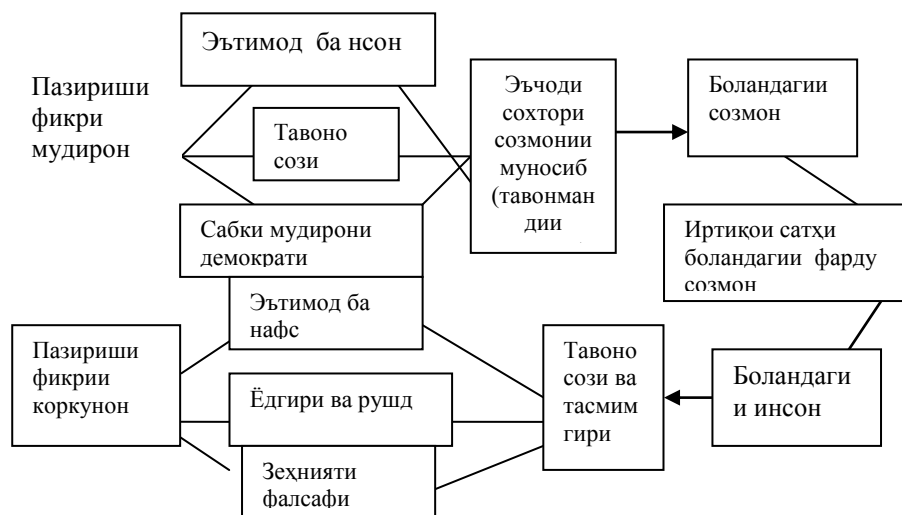 Эътимод ба нсон
Пазириши
фикри
мудирон
Тавоно
сози
Сабки мудирони
демократи
Эъчоди
сохтори
созмонии
муносиб
(тавонман
дии
Боландагии
созмон
Иртиқои сатҳи
боландагии фарду
созмон
Эътимод ба
нафс
Пазириши
фикрии
коркунон
Ёдгири ва рушд
Зеҳнияти
фалсафи
Тавоно
сози ва
тасмим
гири
Боландаги
и инсон